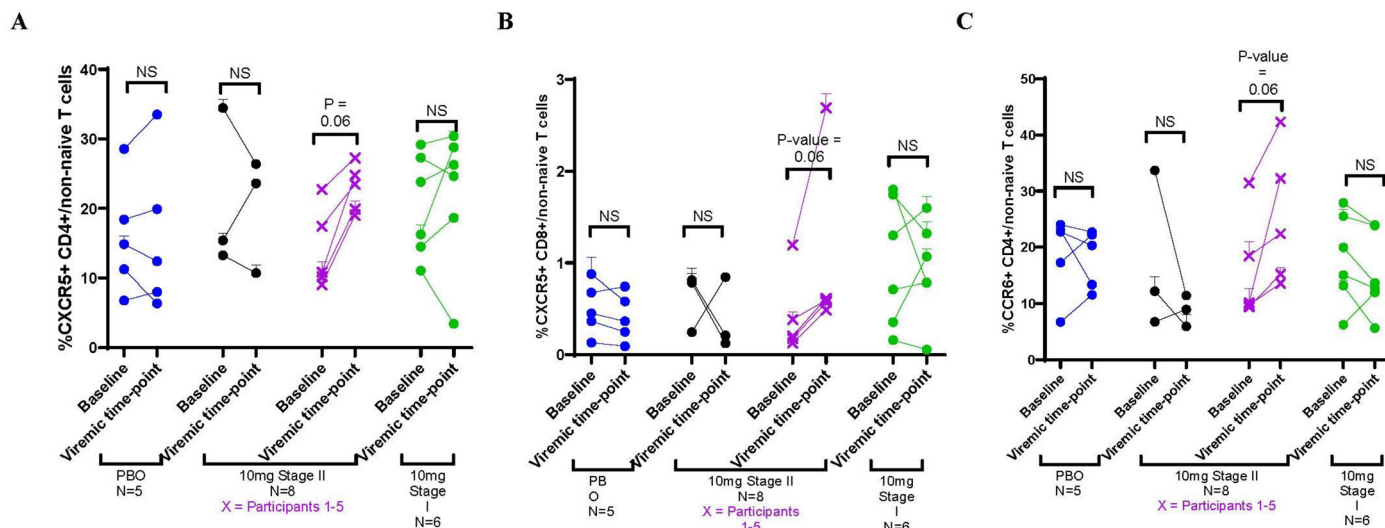 A
B
C
%CXCR5+ CD4+/non-naive T cells
40
30
20
10
0
NS
NS
P =
0.06
NS
Baseline
Viremic time-point
Baseline
Viremic time-point
Baseline
Viremic time-point
Baseline
Viremic time-point
PBO
N=5
10mg Stage II
N=8
X = Participants 1-5
10mg
Stage
I
N=6
%CXCR5+ CD8+/non-naive T cells
3
2
1
0
NS
NS
P-value =
0.06
NS
Baseline
Viremic time-point
Baseline
Viremic time-point
Baseline
Viremic time-point
Baseline
Viremic time-point
PB
O
N=5
10mg Stage II
N=8
X = Participants
1-5
10mg
Stage
I
N=6
%CCR6+ CD4+/non-naive T cells
50
40
30
20
10
0
NS
NS
P-value
=
0.06
NS
Baseline
Viremic time-point
Baseline
Viremic time-point
Baseline
Viremic time-point
Baseline
Viremic time-point
PBO
N=5
10mg Stage II
N=8
X = Participants 1-5
10mg
Stage
I
N=6